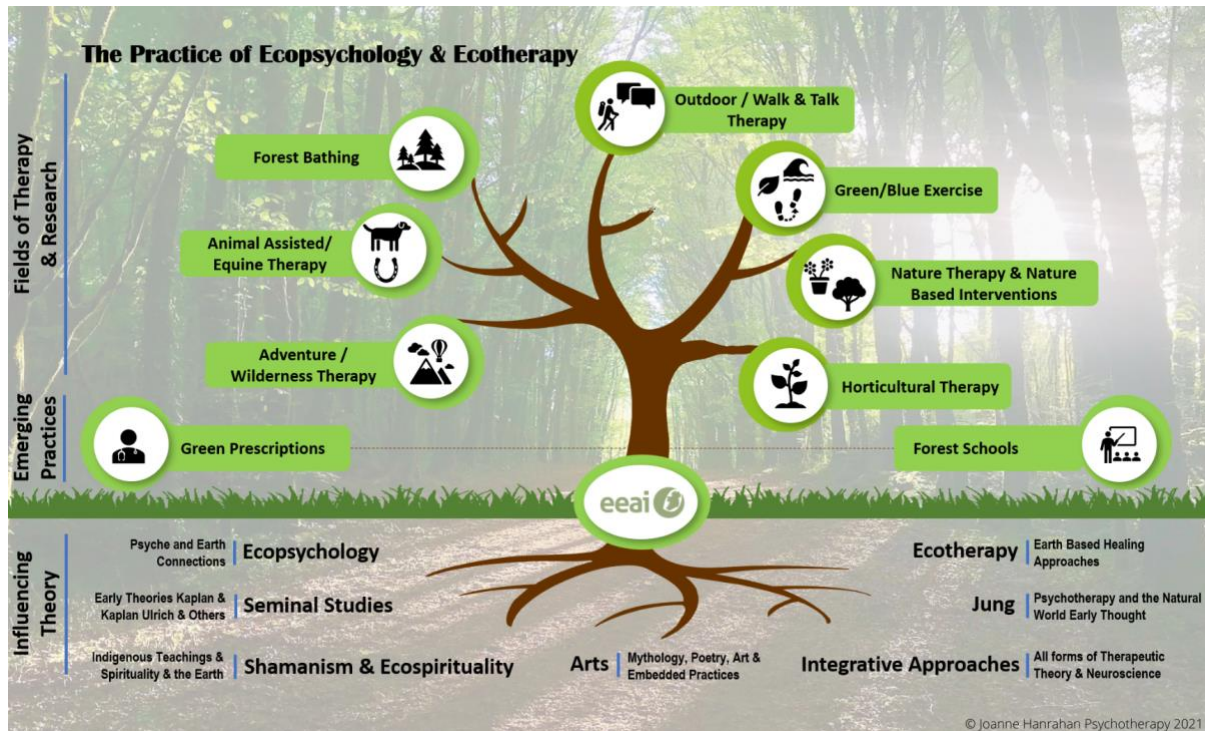 The Practice of Ecopsychology & Ecotherapy
Fields of Therapy
& Research
Outdoor / Walk & Talk
Therapy
Forest Bathing
Green/Blue Exercise
Animal Assisted/
Equine Therapy
Nature Therapy & Nature
Based Interventions
Adventure /
Wilderness Therapy
Horticultural Therapy
Emerging
Practices
Green Prescriptions
Forest Schools
eeai
Influencing
Theory
Psyche and Earth
Connections
Ecopsychology
Ecotherapy
Earth Based Healing
Approaches
Early Theories Kaplan &
Kaplan Ulrich & Others
Seminal Studies
Jung
Psychotherapy and the Natural
World Early Thought
Indigenous Teachings &
Spirituality & the Earth
Shamanism & Ecospirituality
Arts
Mythology, Poetry, Art &
Embedded Practices
Integrative Approaches
All forms of Therapeutic
Theory & Neuroscience
© Joanne Hanrahan Psychotherapy 2021